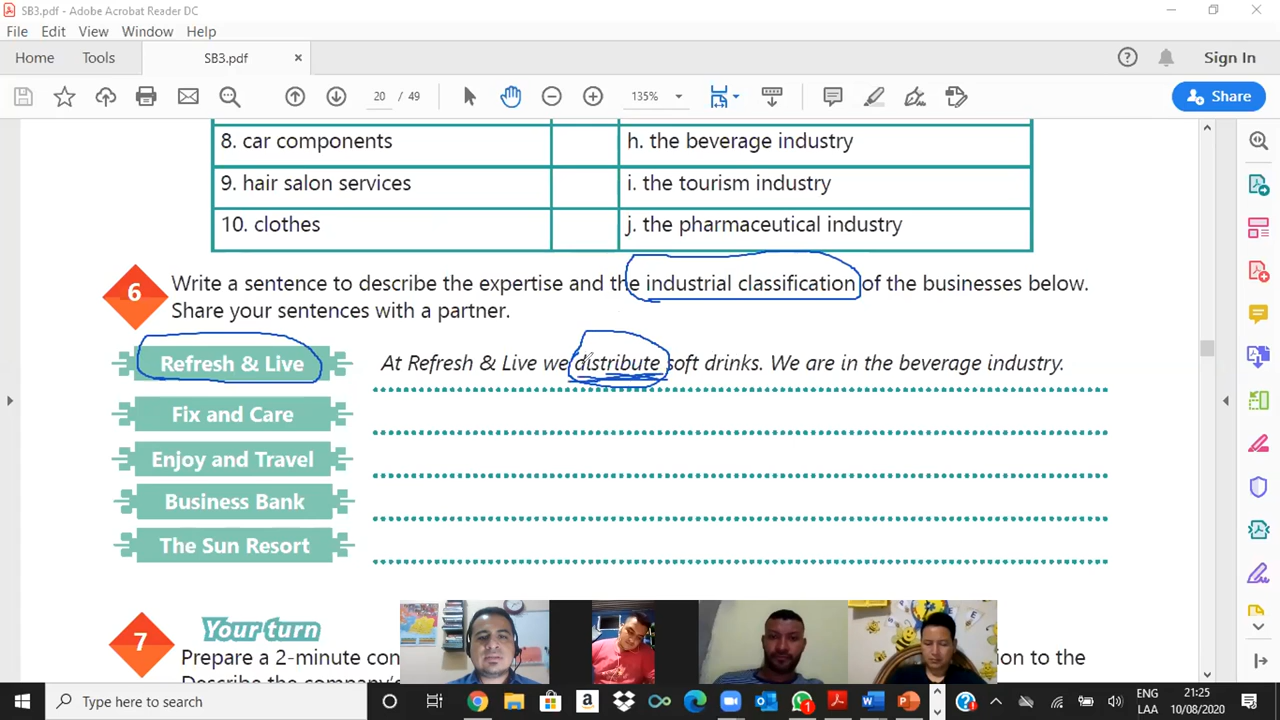 SB3.pdf - Adobe Acrobat Reader DC
File Edit View Window Help
Home Tools SB3.pdf × Sign In
20 / 49 135% Share
8. car components h. the beverage industry
9. hair salon services i. the tourism industry
10. clothes j. the pharmaceutical industry
6 Write a sentence to describe the expertise and the industrial classification of the businesses below.
Share your sentences with a partner.
Refresh & Live At Refresh & Live we distribute soft drinks. We are in the beverage industry.
Fix and Care
Enjoy and Travel
Business Bank
The Sun Resort
7 Your turn
Prepare a 2-minute con ion to the
Describe the company's
Type here to search
ENG 21:25
LAA 10/08/2020